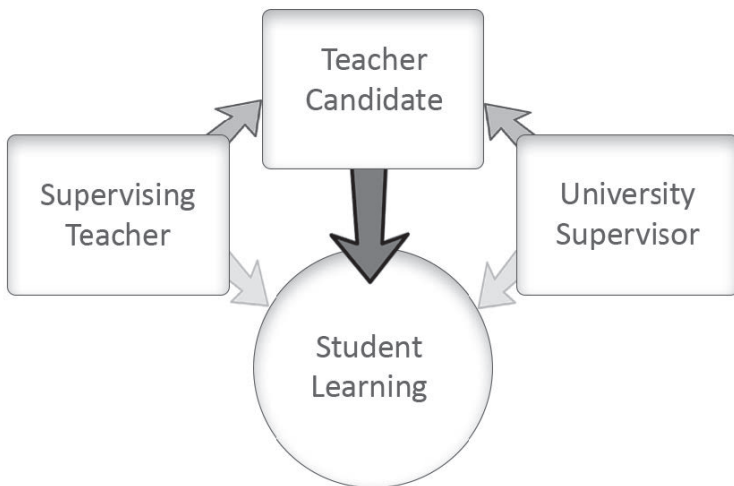 Teacher
Candidate
Supervising
Teacher
University
Supervisor
Student
Learning